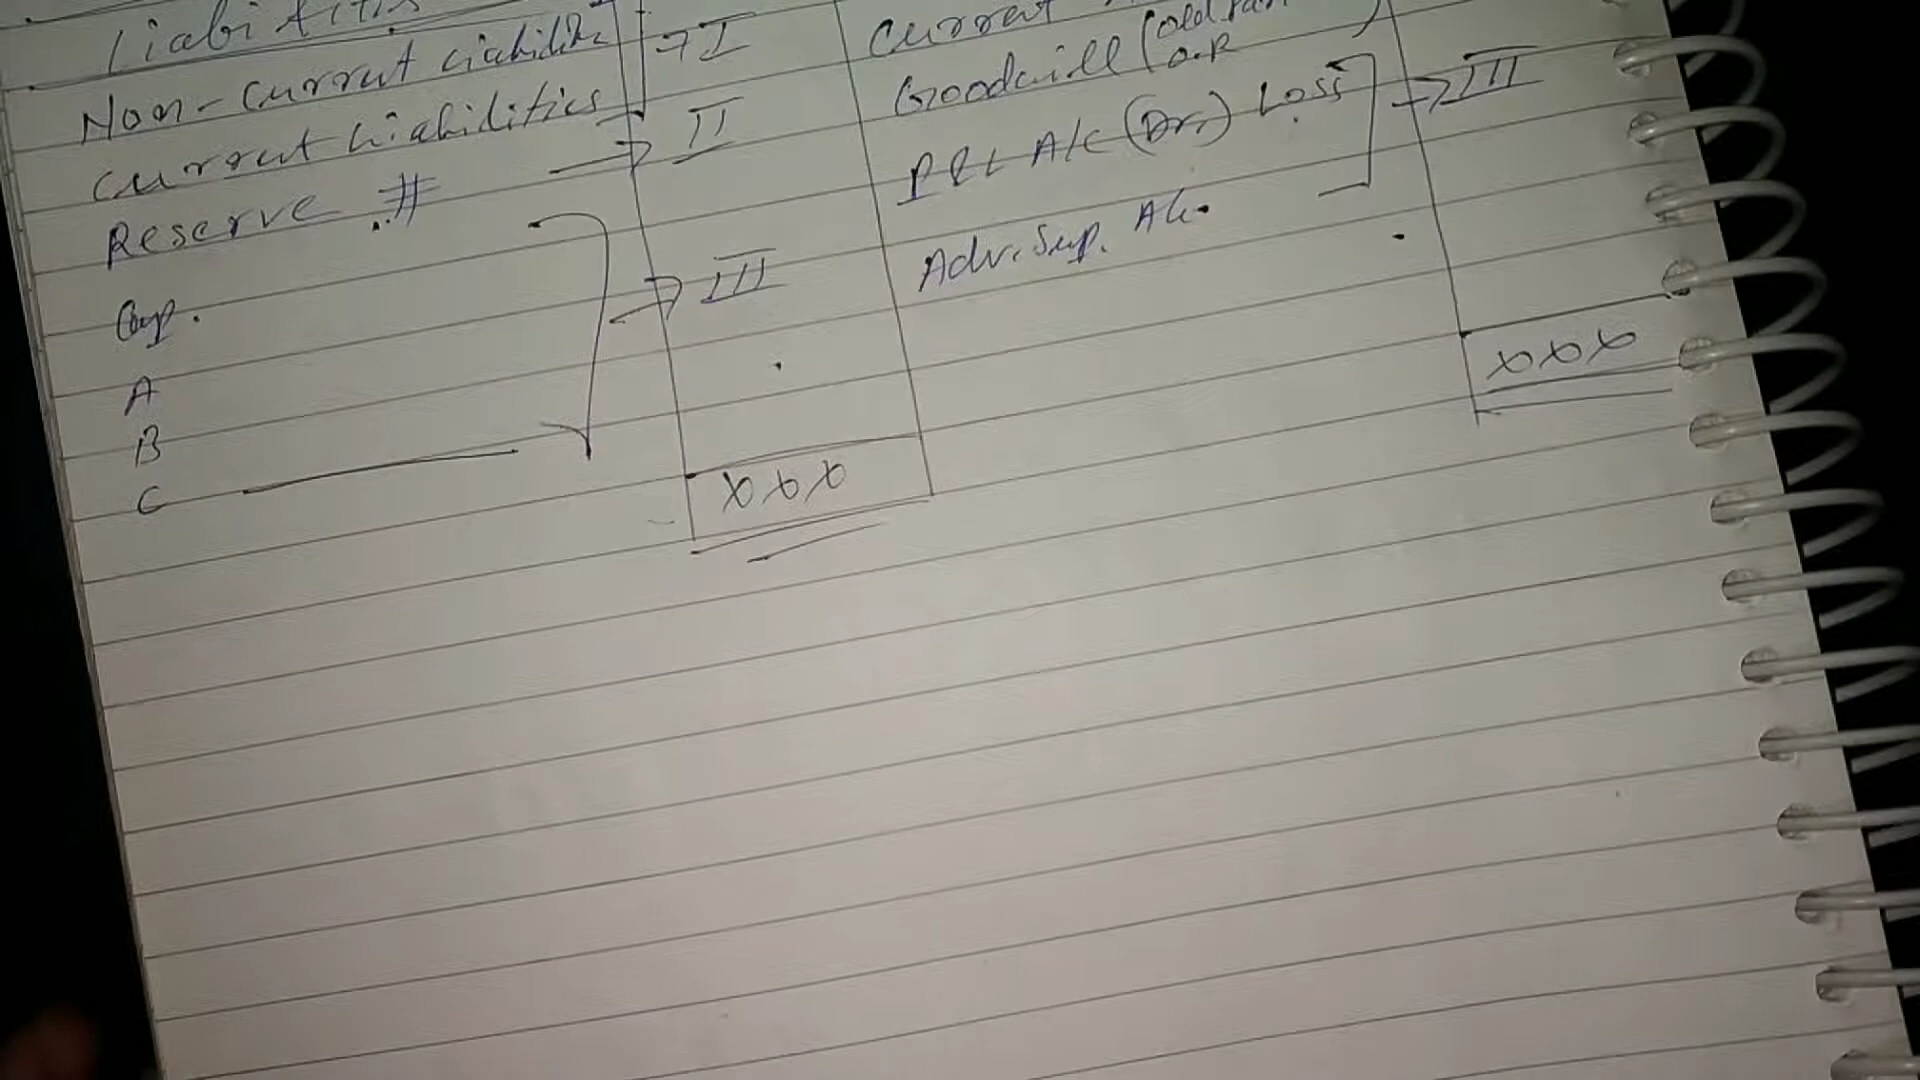 Liabilities
Non-current liabilities → I
Current liabilities
Reserve # → II
Cap.
A
B
C
→ III
xxx
Current
Goodwill (old
P&L A/c (Dr.) Loss
→ III
Adv. Sup. A/c.
xxx